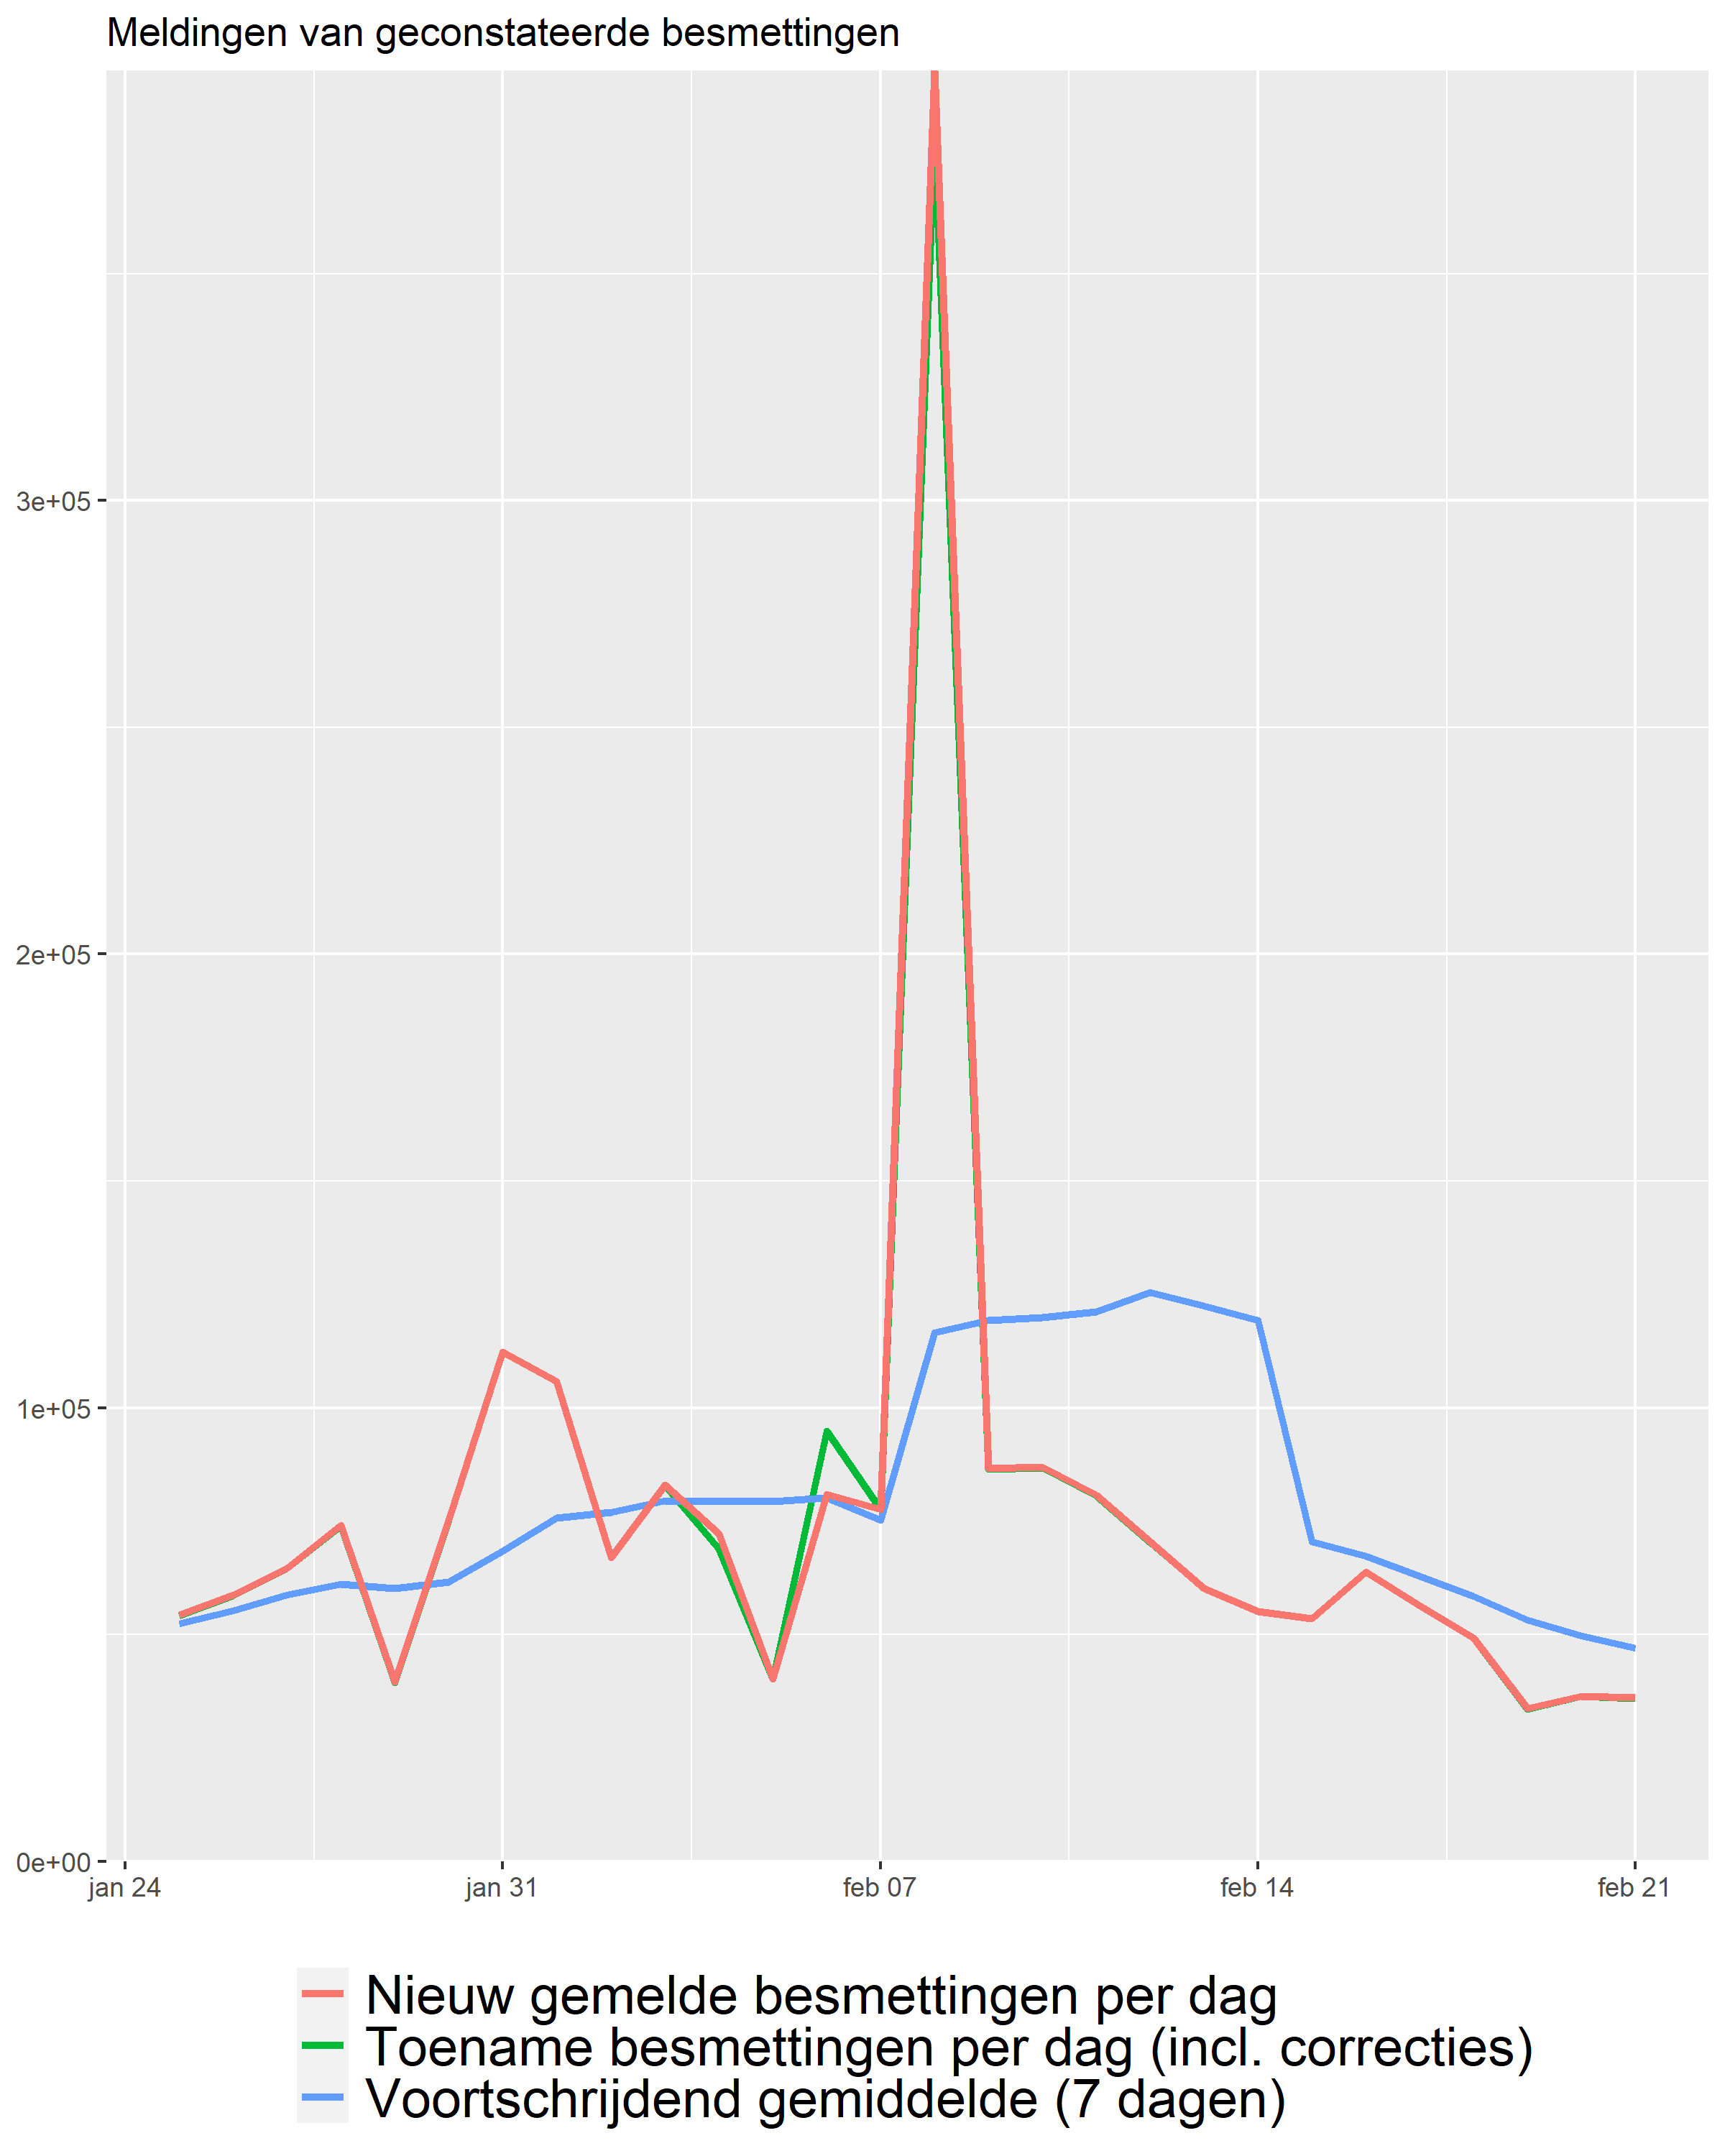 Meldingen van geconstateerde besmettingen
3e+05
2e+05
1e+05
0e+00
jan 24 jan 31 feb 07 feb 14 feb 21
Nieuw gemelde besmettingen per dag
Toename besmettingen per dag (incl. correcties)
Voortschrijdend gemiddelde (7 dagen)